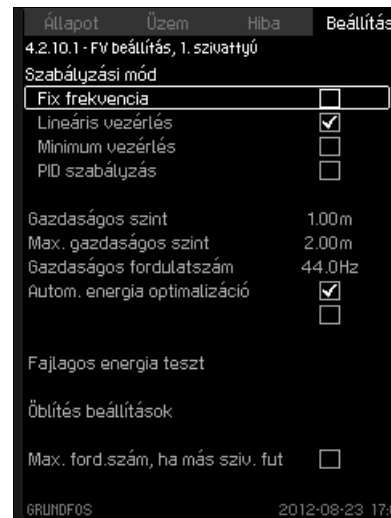 Állapot Üzem Hiba Beállítás
4.2.10.1 - FV beállítás, 1. szivattyú
Szabályzási mód
Fix frekvencia
Lineáris vezérlés
Minimum vezérlés
PID szabályzás
Gazdaságos szint 1.00m
Max. gazdaságos szint 2.00m
Gazdaságos fordulatszám 44.0Hz
Autom. energia optimalizáció
Fajlagos energia teszt
Öblítés beállítások
Max. ford.szám, ha más sziv. fut
GRUNDFOS 2012-08-23